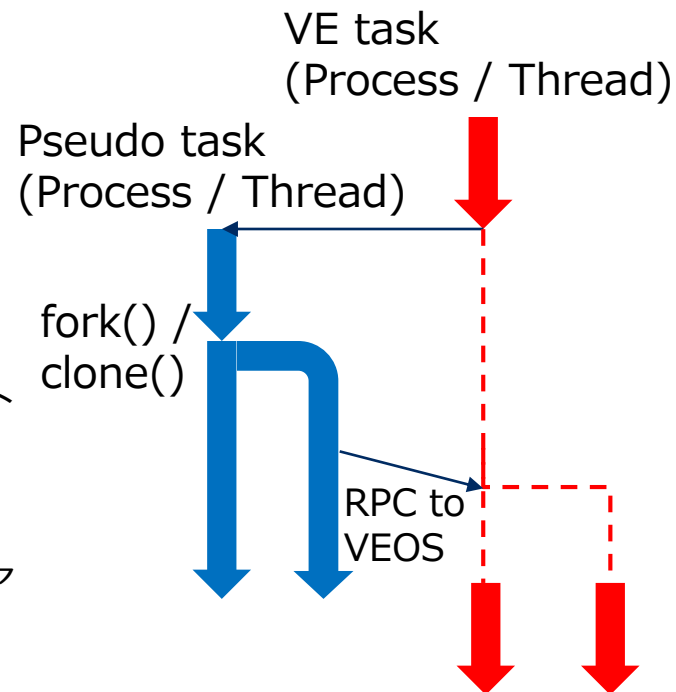 VE task
(Process / Thread)
Pseudo task
(Process / Thread)
fork() /
clone()
RPC to
VEOS